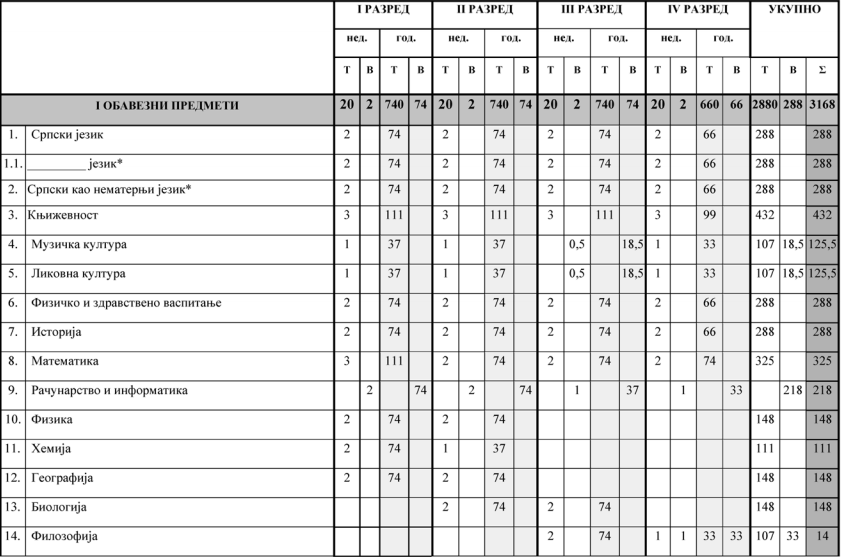 I РАЗРЕД II РАЗРЕД III РАЗРЕД IV РАЗРЕД УКУПНО
нед. год. нед. год. нед. год. нед. год.
Т В Т В Т В Т В Т В Т В Т В Т В Т В Σ
I ОБАВЕЗНИ ПРЕДМЕТИ 20 2 740 74 20 2 740 74 20 2 740 74 20 2 660 66 2880 288 3168
1. Српски језик 2 74 2 74 2 74 2 66 288 288
1.1. _________ језик* 2 74 2 74 2 74 2 66 288 288
2. Српски као нематерњи језик* 2 74 2 74 2 74 2 66 288 288
3. Књижевност 3 111 3 111 3 111 3 99 432 432
4. Музичка култура 1 37 1 37 0,5 18,5 1 33 107 18,5 125,5
5. Ликовна култура 1 37 1 37 0,5 18,5 1 33 107 18,5 125,5
6. Физичко и здравствено васпитање 2 74 2 74 2 74 2 66 288 288
7. Историја 2 74 2 74 2 74 2 66 288 288
8. Математика 3 111 2 74 2 74 2 74 325 325
9. Рачунарство и информатика 2 74 2 74 1 37 1 33 218 218
10. Физика 2 74 2 74 148 148
11. Хемија 2 74 1 37 111 111
12. Географија 2 74 2 74 148 148
13. Биологија 2 74 2 74 148 148
14. Филозофија 2 74 1 1 33 33 107 33 14